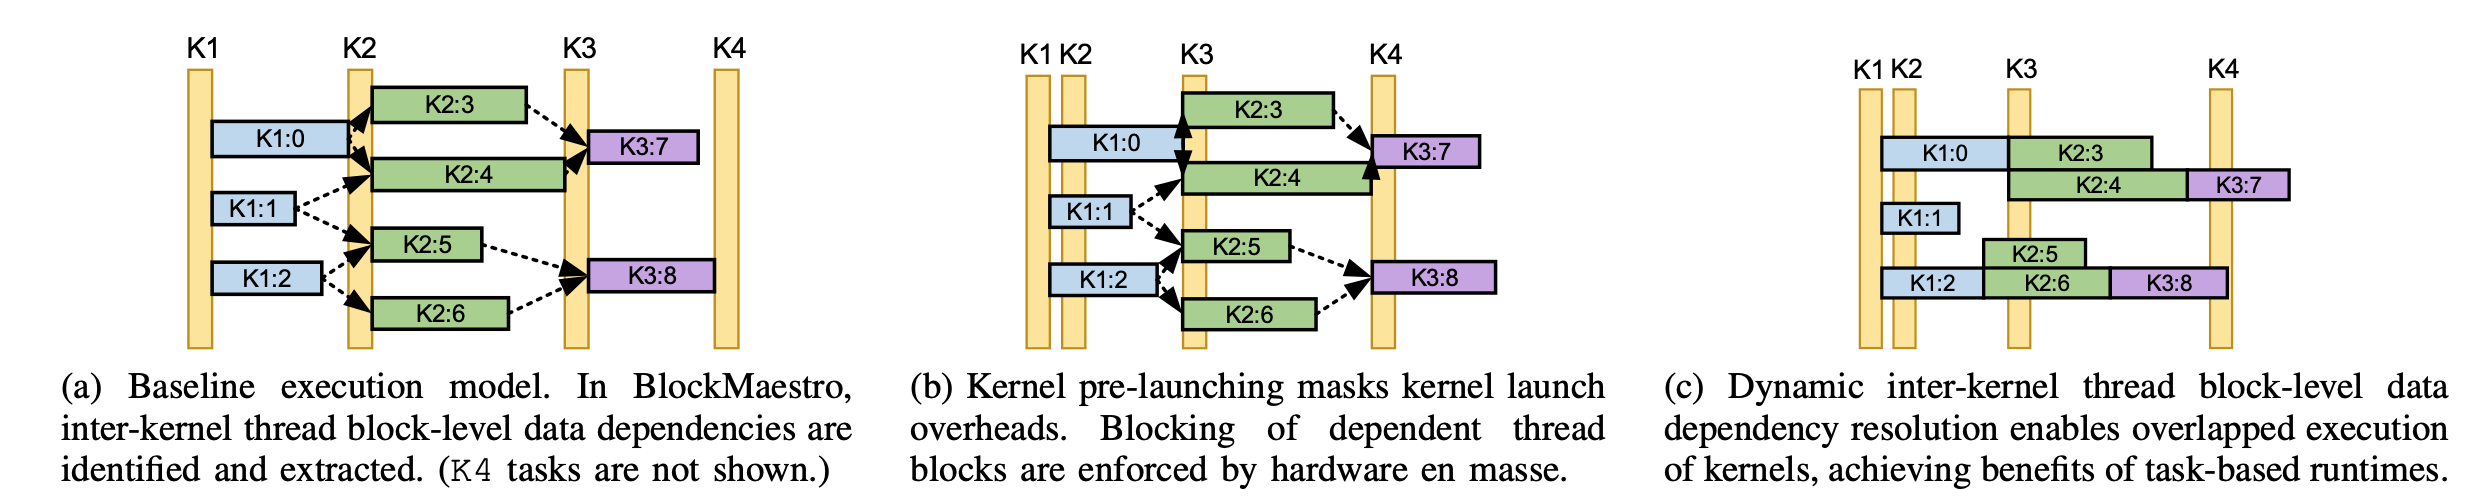 K1 K2 K3 K4
K2:3
K1:0
K3:7
K2:4
K1:1
K2:5
K1:2
K3:8
K2:6
(a) Baseline execution model. In BlockMaestro,
inter-kernel thread block-level data dependencies are
identified and extracted. (K4 tasks are not shown.)
K1 K2 K3 K4
K2:3
K1:0
K3:7
K2:4
K1:1
K2:5
K1:2
K3:8
K2:6
(b) Kernel pre-launching masks kernel launch
overheads. Blocking of dependent thread
blocks are enforced by hardware en masse.
K1 K2 K3 K4
K1:0 K2:3
K2:4 K3:7
K1:1
K2:5
K1:2 K2:6 K3:8
(c) Dynamic inter-kernel thread block-level data
dependency resolution enables overlapped execution
of kernels, achieving benefits of task-based runtimes.